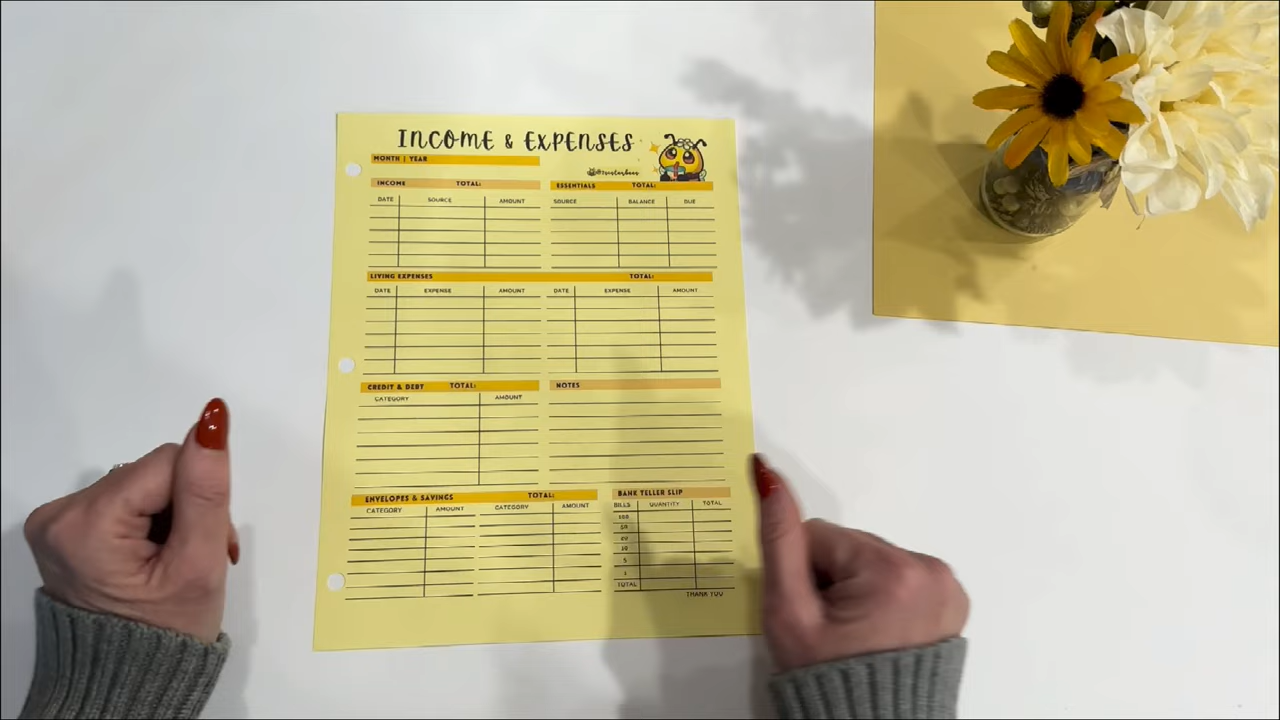 INCOME & EXPENSES
MONTH | YEAR
INCOME TOTAL:
DATE SOURCE AMOUNT
ESSENTIALS TOTAL:
SOURCE BALANCE DUE
LIVING EXPENSES TOTAL:
DATE EXPENSE AMOUNT DATE EXPENSE AMOUNT
CREDIT & DEBT TOTAL:
CATEGORY AMOUNT
NOTES
ENVELOPES & SAVINGS TOTAL:
CATEGORY AMOUNT CATEGORY AMOUNT
BANK TELLER SLIP
BILLS QUANTITY TOTAL
100
50
20
10
5
1
TOTAL
THANK YOU